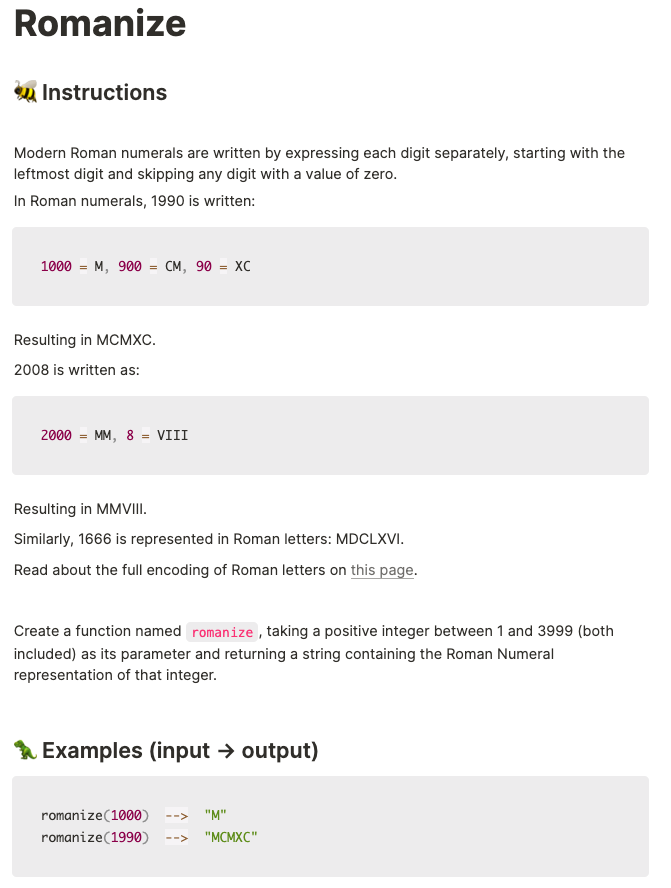 Romanize
🐝 Instructions
Modern Roman numerals are written by expressing each digit separately, starting with the
leftmost digit and skipping any digit with a value of zero.
In Roman numerals, 1990 is written:
1000 = M, 900 = CM, 90 = XC
Resulting in MCMXC.
2008 is written as:
2000 = MM, 8 = VIII
Resulting in MMVIII.
Similarly, 1666 is represented in Roman letters: MDCLXVI.
Read about the full encoding of Roman letters on this page.
Create a function named romanize, taking a positive integer between 1 and 3999 (both
included) as its parameter and returning a string containing the Roman Numeral
representation of that integer.
🦖 Examples (input → output)
romanize(1000) --> "M"
romanize(1990) --> "MCMXC"